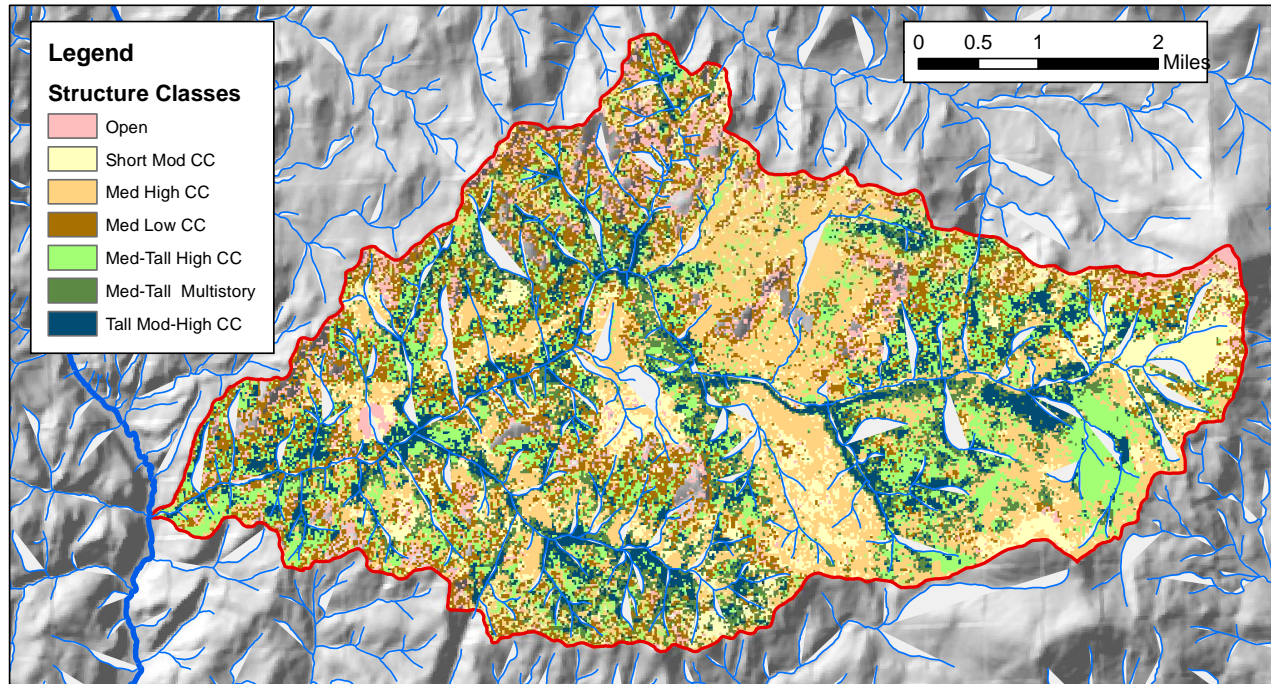 Legend
Structure Classes
Open
Short Mod CC
Med High CC
Med Low CC
Med-Tall High CC
Med-Tall  Multistory
Tall Mod-High CC
0 0.5 1 2
Miles